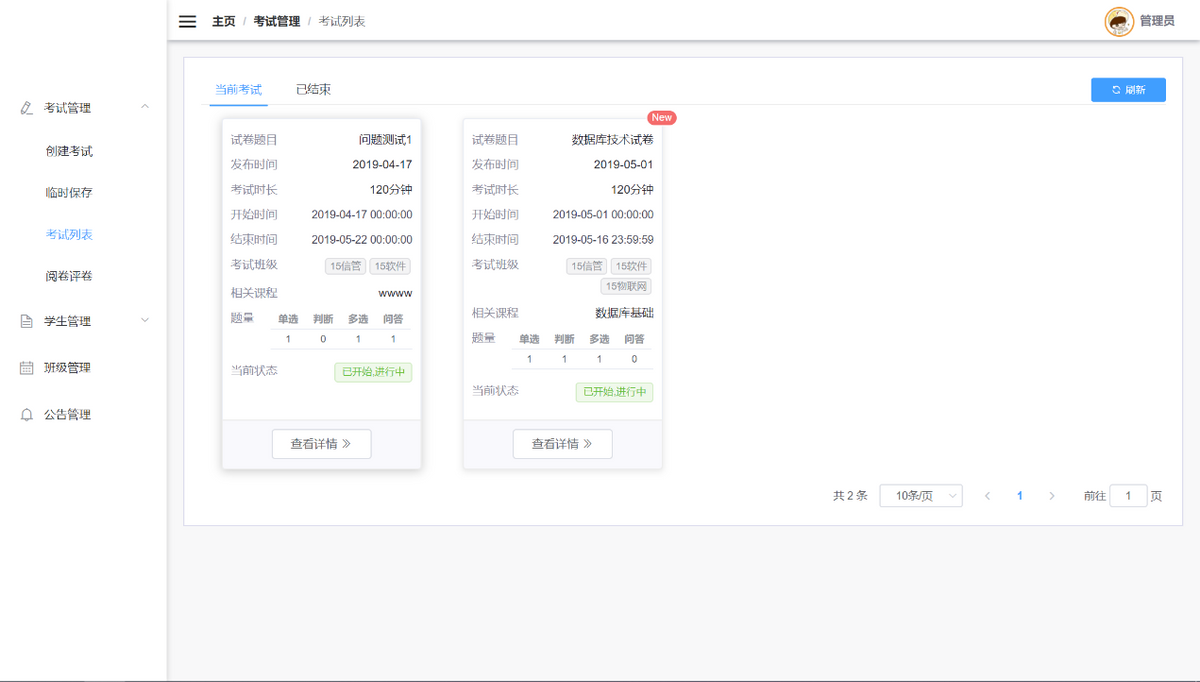 主页 / 考试管理 / 考试列表
管理员
考试管理
创建考试
临时保存
考试列表
阅卷评卷
学生管理
班级管理
公告管理
当前考试 已结束
刷新
试卷题目 问题测试1
发布时间 2019-04-17
考试时长 120分钟
开始时间 2019-04-17 00:00:00
结束时间 2019-05-22 00:00:00
考试班级 15信管 15软件
相关课程 wwww
题量 单选 判断 多选 问答
1 0 1 1
当前状态 已开始,进行中
查看详情
New
试卷题目 数据库技术试卷
发布时间 2019-05-01
考试时长 120分钟
开始时间 2019-05-01 00:00:00
结束时间 2019-05-16 23:59:59
考试班级 15信管 15软件
15物联网
相关课程 数据库基础
题量 单选 判断 多选 问答
1 1 1 0
当前状态 已开始,进行中
查看详情
共 2 条 10条/页 1 前往 1 页